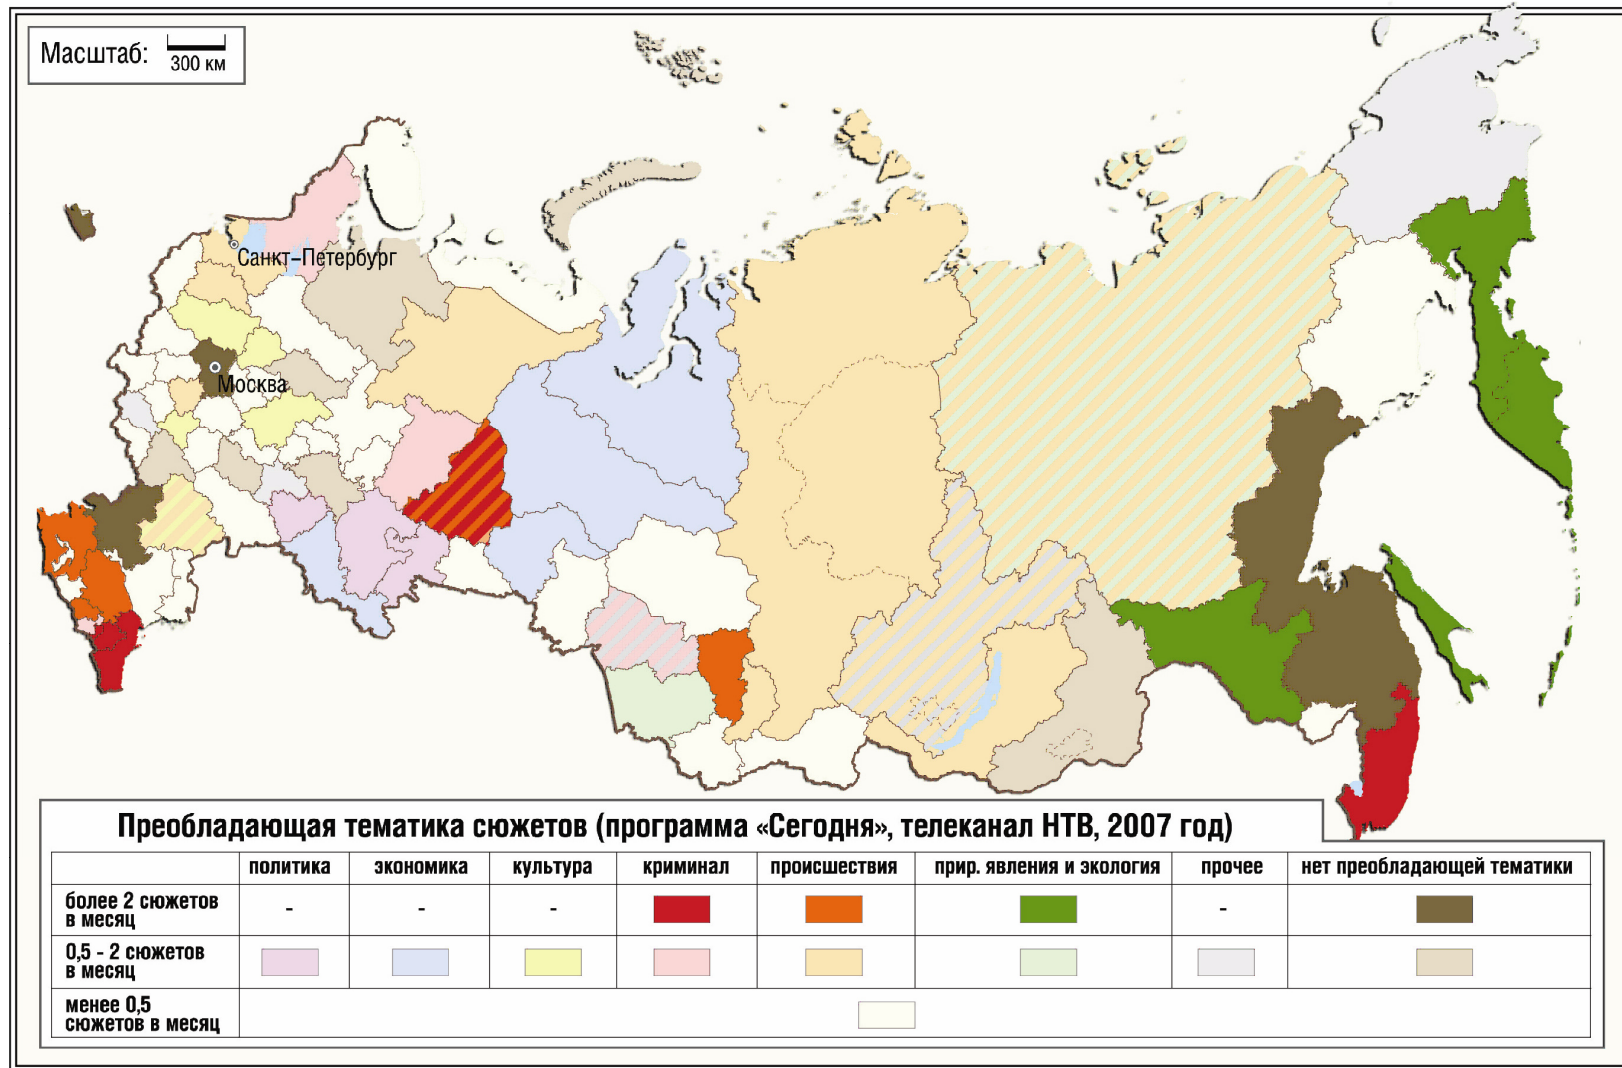 Масштаб:
300 км
Санкт-Петербург
Москва
Преобладающая тематика сюжетов (программа «Сегодня», телеканал НТВ, 2007 год)
политика экономика культура криминал происшествия прир. явления и экология прочее нет преобладающей тематики
более 2 сюжетов
в месяц
- - - -
0,5 - 2 сюжетов
в месяц
менее 0,5
сюжетов в месяц